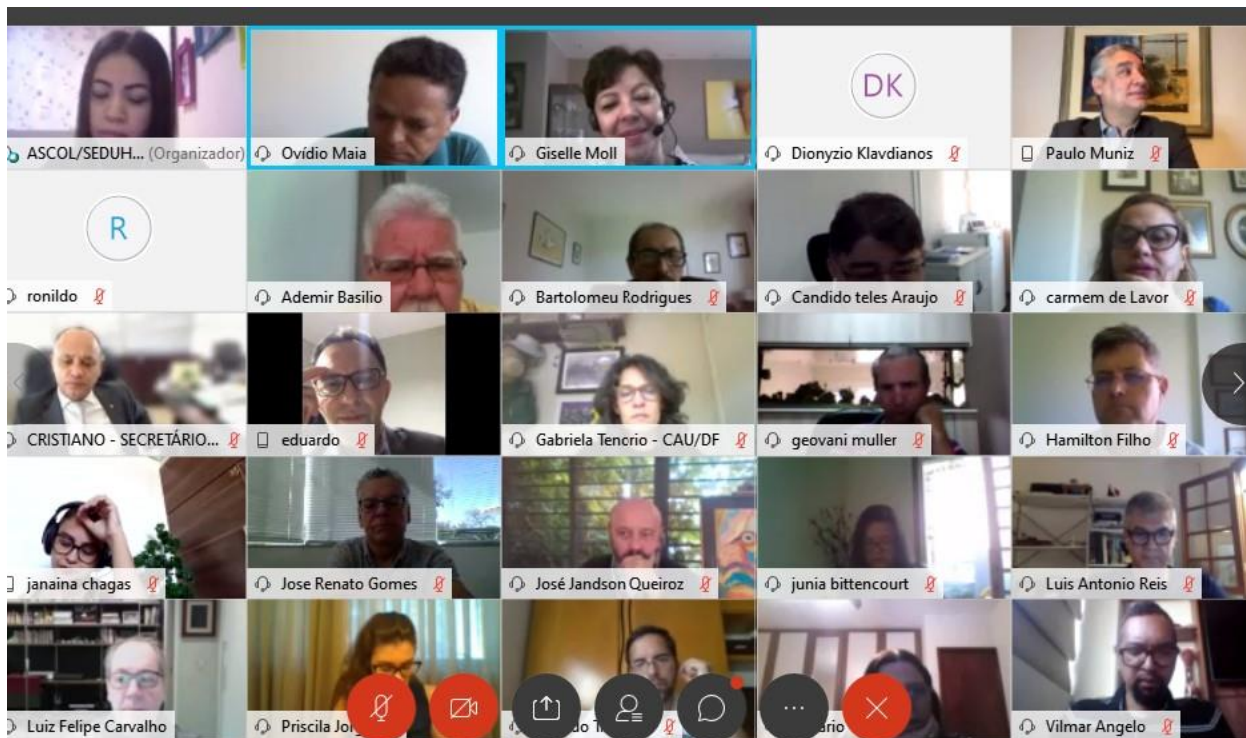 ASCOL/SEDUH... (Organizador)
Ovídio Maia
Giselle Moll
DK
Dionyzio Klavdianos
Paulo Muniz
R
ronildo
Ademir Basilio
Bartolomeu Rodrigues
Candido teles Araujo
carmem de Lavor
CRISTIANO - SECRETÁRIO...
eduardo
Gabriela Tencrio - CAU/DF
geovani muller
Hamilton Filho
janaina chagas
Jose Renato Gomes
José Jandson Queiroz
junia bittencourt
Luis Antonio Reis
Luiz Felipe Carvalho
Priscila
Vilmar Angelo